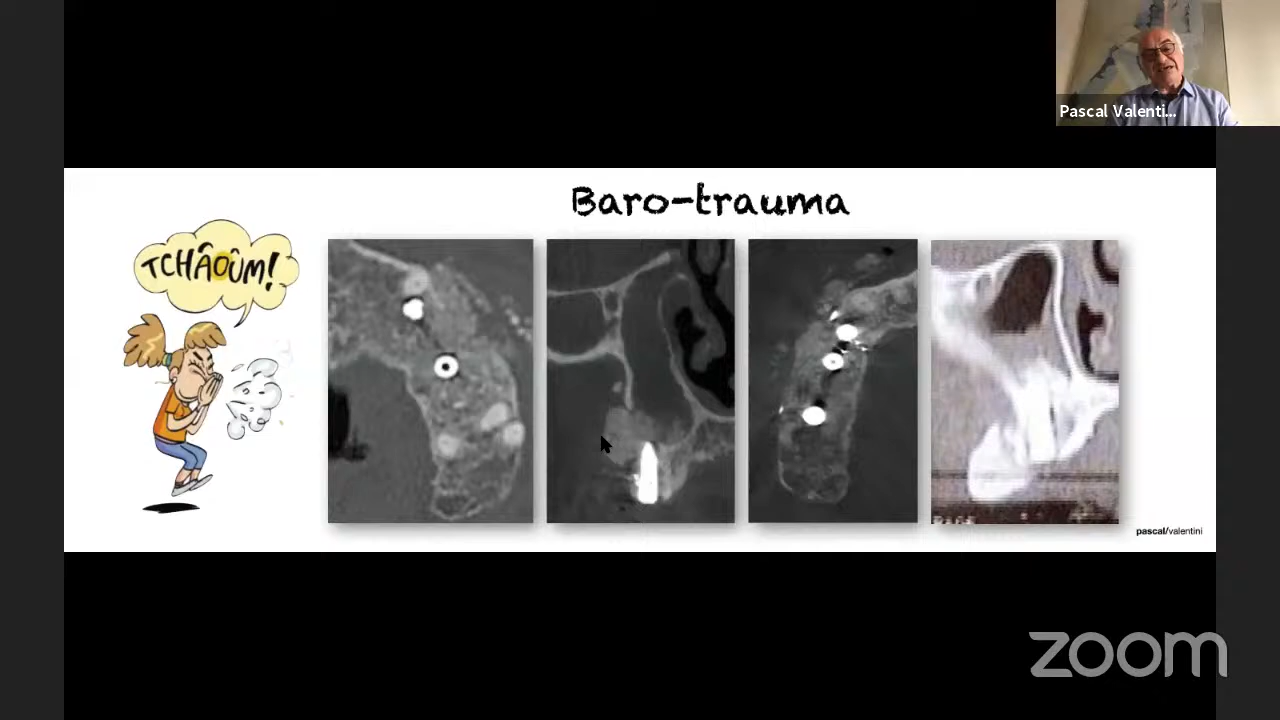 Pascal Valenti...
Baro-trauma
TCHÂOÛM!
pascal/valentini
zoom